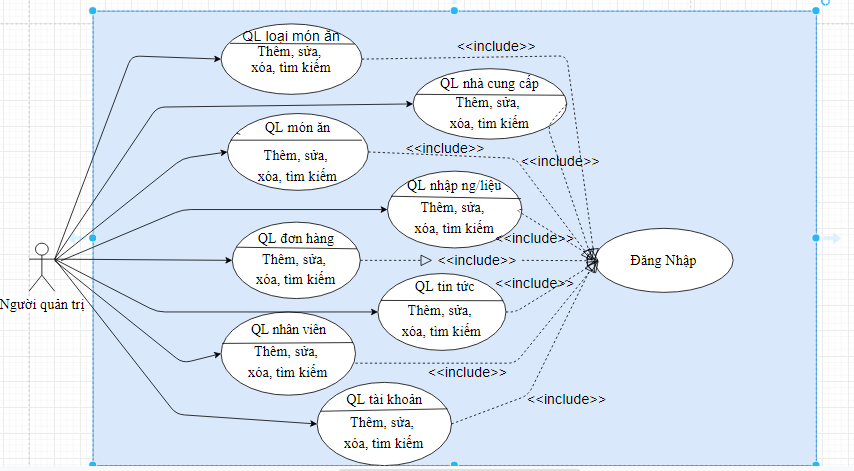 QL loại món ăn
Thêm, sửa,
xóa, tìm kiếm
<<include>>
QL nhà cung cấp
Thêm, sửa,
xóa, tìm kiếm
QL món ăn
Thêm, sửa,
xóa, tìm kiếm
<<include>>
<<include>>
QL nhập ng/liệu
Thêm, sửa,
xóa, tìm kiếm
<<include>>
QL đơn hàng
Thêm, sửa,
xóa, tìm kiếm
<<include>>
Đăng Nhập
QL tin tức
Thêm, sửa,
xóa, tìm kiếm
<<include>>
Người quản trị
QL nhân viên
Thêm, sửa,
xóa, tìm kiếm
<<include>>
QL tài khoản
Thêm, sửa,
xóa, tìm kiếm
<<include>>